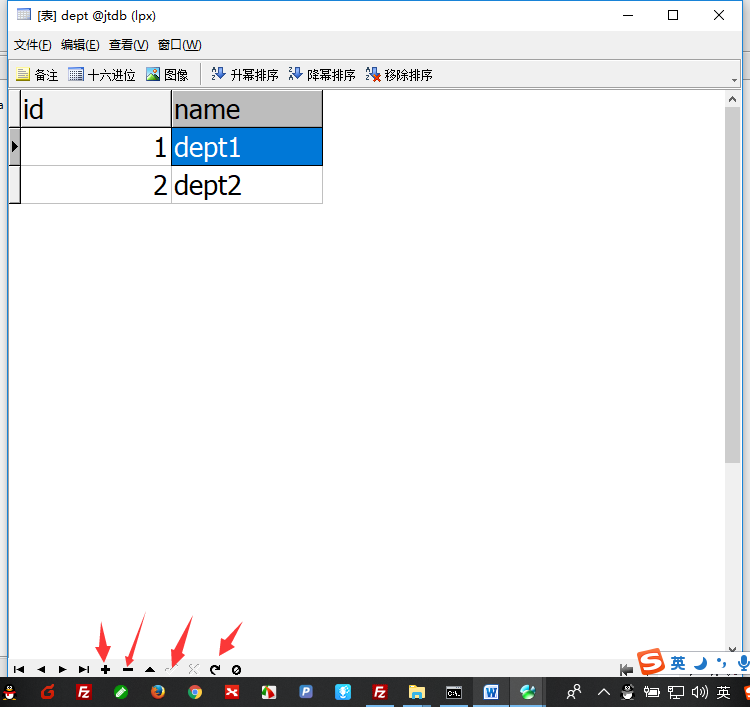 [表] dept @jtdb (lpx)
文件(F) 编辑(E) 查看(V) 窗口(W)
备注 十六进位 图像 升幂排序 降幂排序 移除排序
a
id name
1 dept1
2 dept2
英
英